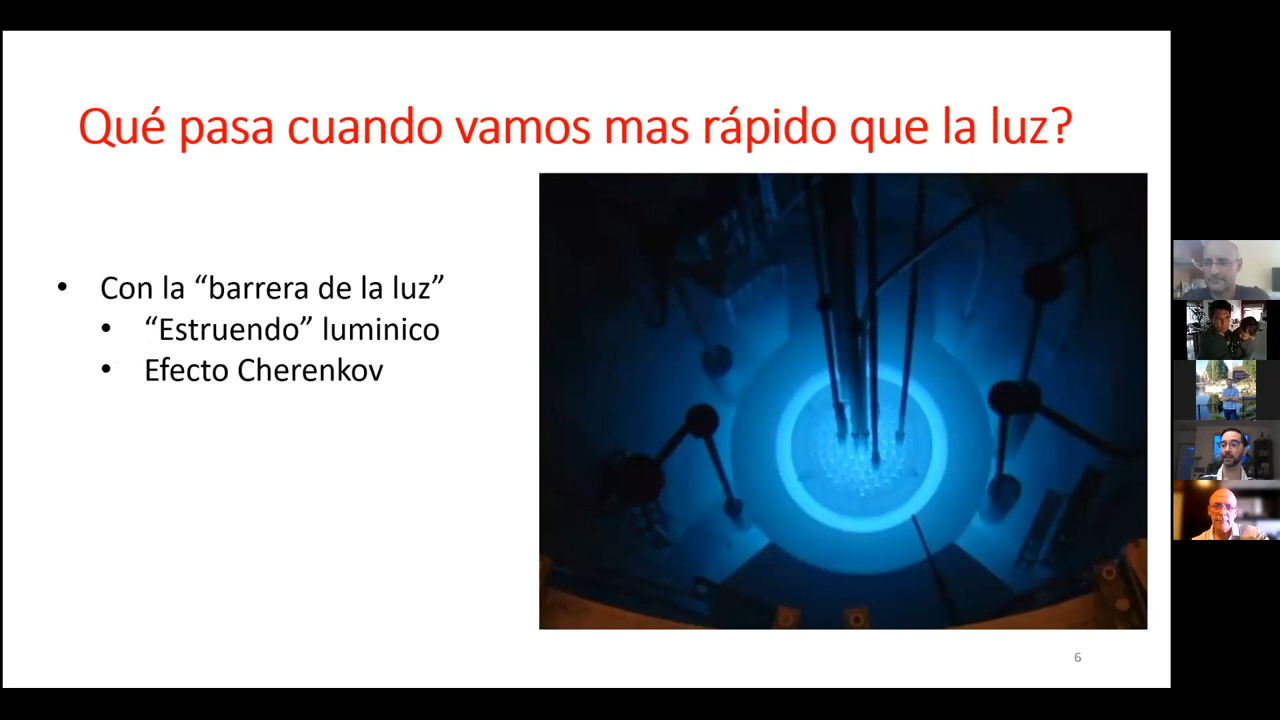 Qué pasa cuando vamos mas rápido que la luz?
• Con la “barrera de la luz”
• “Estruendo” luminico
• Efecto Cherenkov
6